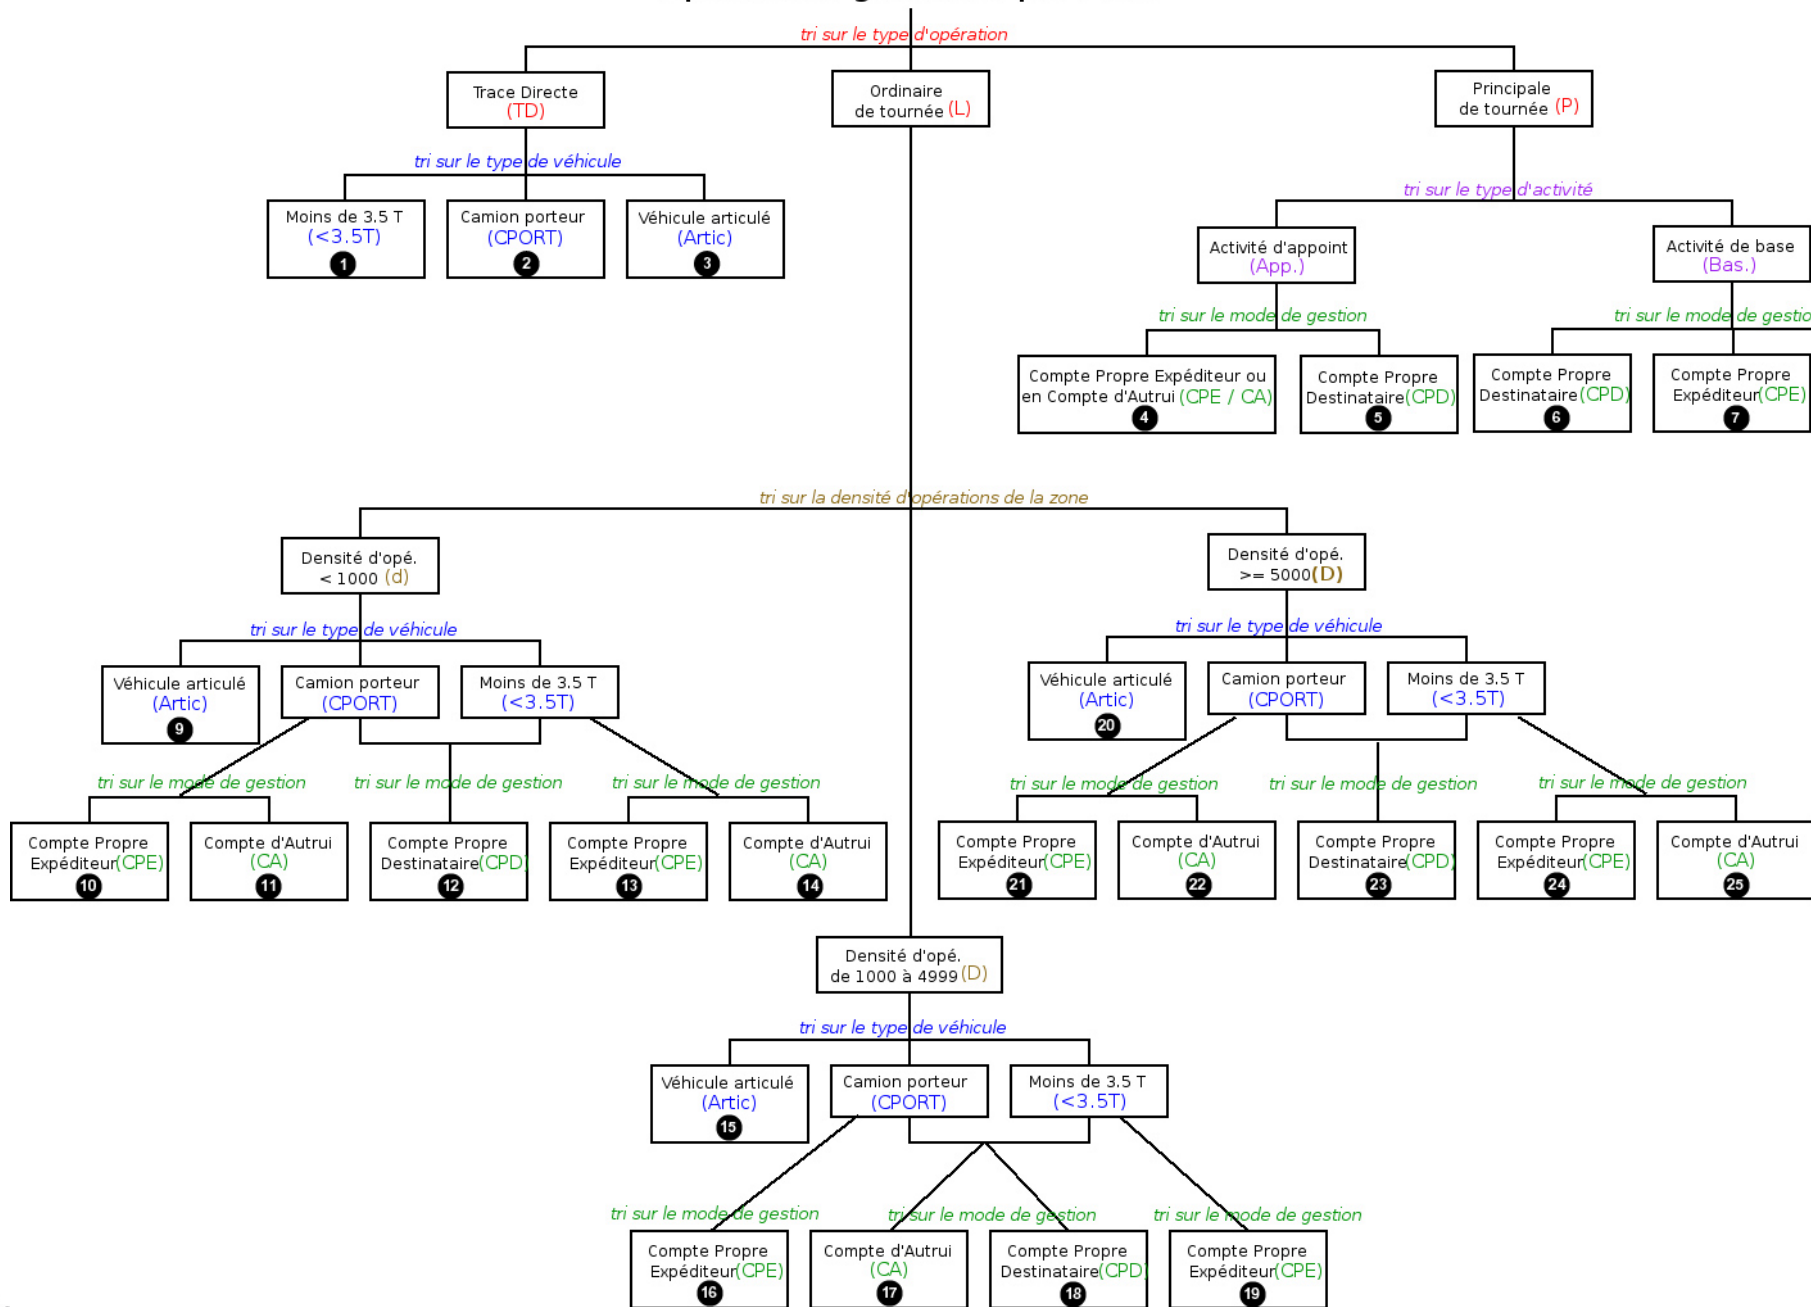 tri sur le type d'opération
Trace Directe
(TD)
Ordinaire
de tournée (L)
Principale
de tournée (P)
tri sur le type de véhicule
tri sur le type d'activité
Moins de 3.5 T
(<3.5T)
1
Camion porteur
(CPORT)
2
Véhicule articulé
(Artic)
3
Activité d'appoint
(App.)
Activité de base
(Bas.)
tri sur le mode de gestion
tri sur le mode de gestio
Compte Propre Expéditeur ou
en Compte d'Autrui (CPE / CA)
4
Compte Propre
Destinataire (CPD)
5
Compte Propre
Destinataire (CPD)
6
Compte Propre
Expéditeur (CPE)
7
tri sur la densité d'opérations de la zone
Densité d'opé.
< 1000 (d)
Densité d'opé.
>= 5000 (D)
tri sur le type de véhicule
tri sur le type de véhicule
Véhicule articulé
(Artic)
9
Camion porteur
(CPORT)
Moins de 3.5 T
(<3.5T)
Véhicule articulé
(Artic)
20
Camion porteur
(CPORT)
Moins de 3.5 T
(<3.5T)
tri sur le mode de gestion
tri sur le mode de gestion
tri sur le mode de gestion
tri sur le mode de gestion
tri sur le mode de gestion
tri sur le mode de gestion
Compte Propre
Expéditeur (CPE)
10
Compte d'Autrui
(CA)
11
Compte Propre
Destinataire (CPD)
12
Compte Propre
Expéditeur (CPE)
13
Compte d'Autrui
(CA)
14
Compte Propre
Expéditeur (CPE)
21
Compte d'Autrui
(CA)
22
Compte Propre
Destinataire (CPD)
23
Compte Propre
Expéditeur (CPE)
24
Compte d'Autrui
(CA)
25
Densité d'opé.
de 1000 à 4999 (D)
tri sur le type de véhicule
Véhicule articulé
(Artic)
15
Camion porteur
(CPORT)
Moins de 3.5 T
(<3.5T)
tri sur le mode de gestion
tri sur le mode de gestion
tri sur le mode de gestion
Compte Propre
Expéditeur (CPE)
16
Compte d'Autrui
(CA)
17
Compte Propre
Destinataire (CPD)
18
Compte Propre
Expéditeur (CPE)
19